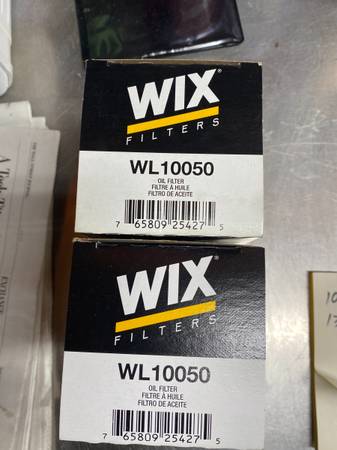 WIX®
FILTERS
WL10050
OIL FILTER
FILTRE À HUILE
FILTRO DE ACEITE
7 65809 25427 5
WIX®
FILTERS
WL10050
OIL FILTER
FILTRE À HUILE
FILTRO DE ACEITE
7 65809 25427 5